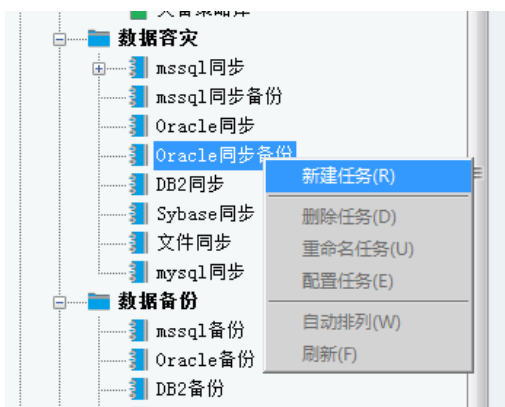 数据容灾
mssql同步
mssql同步备份
Oracle同步
Oracle同步备份
新建任务(R)
DB2同步
删除任务(D)
Sybase同步
重命名任务(U)
文件同步
配置任务(E)
mysql同步
数据备份
自动排列(W)
mssql备份
刷新(F)
Oracle备份
DB2备份